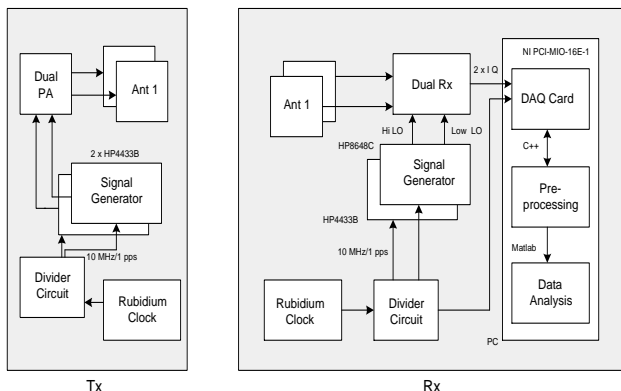 Dual
PA
Ant 1
2 x HP4433B
Signal
Generator
10 MHz/1 pps
Divider
Circuit
Rubidium
Clock
Tx
NI PCI-MIO-16E-1
Ant 1
Dual Rx
2 x I Q
DAQ Card
Hi LO
Low LO
HP8648C
Signal
Generator
HP4433B
10 MHz/1 pps
C++
Pre-
processing
Matlab
Data
Analysis
Rubidium
Clock
Divider
Circuit
PC
Rx